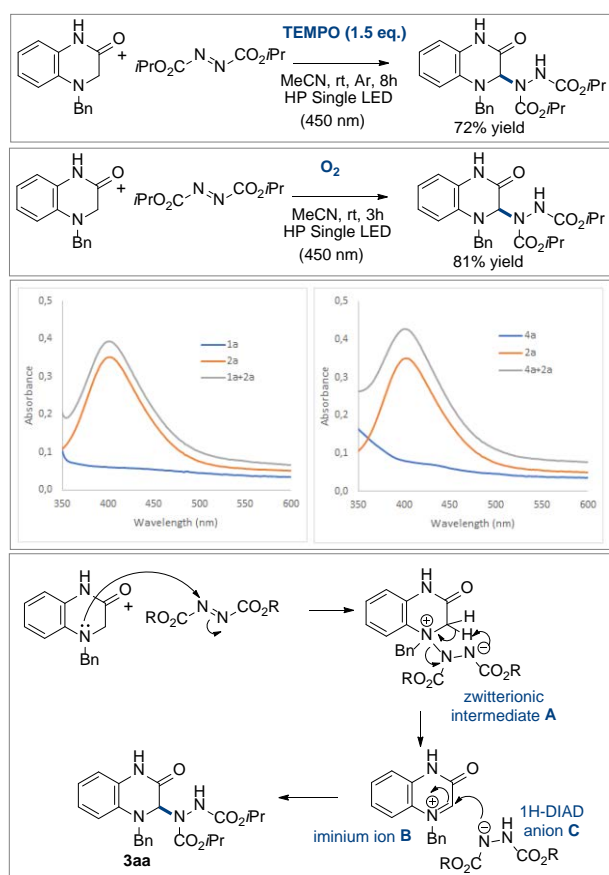 H
N
O
N
Bn
+
iPrO₂C
N
N
CO₂iPr
TEMPO (1.5 eq.)
MeCN, rt, Ar, 8h
HP Single LED
(450 nm)
H
N
O
N
Bn
N
NH
CO₂iPr
CO₂iPr
72% yield
H
N
O
N
Bn
+
iPrO₂C
N
N
CO₂iPr
O₂
MeCN, rt, 3h
HP Single LED
(450 nm)
H
N
O
N
Bn
N
NH
CO₂iPr
CO₂iPr
81% yield
0,5
0,4
0,3
0,2
0,1
0,0
Absorbance
1a
2a
1a+2a
350 400 450 500 550 600
Wavelength (nm)
0,5
0,4
0,3
0,2
0,1
0,0
Absorbance
4a
2a
4a+2a
350 400 450 500 550 600
Wavelength (nm)
H
N
O
N
Bn
+
RO₂C
N
N
CO₂R
H
N
O
H
H
N
Bn
N
N
RO₂C
CO₂R
zwitterionic
intermediate A
H
N
O
N
Bn
N
NH
CO₂iPr
CO₂iPr
3aa
H
N
O
N
Bn
iminium ion B
1H-DIAD
anion C
N
NH
RO₂C
CO₂R